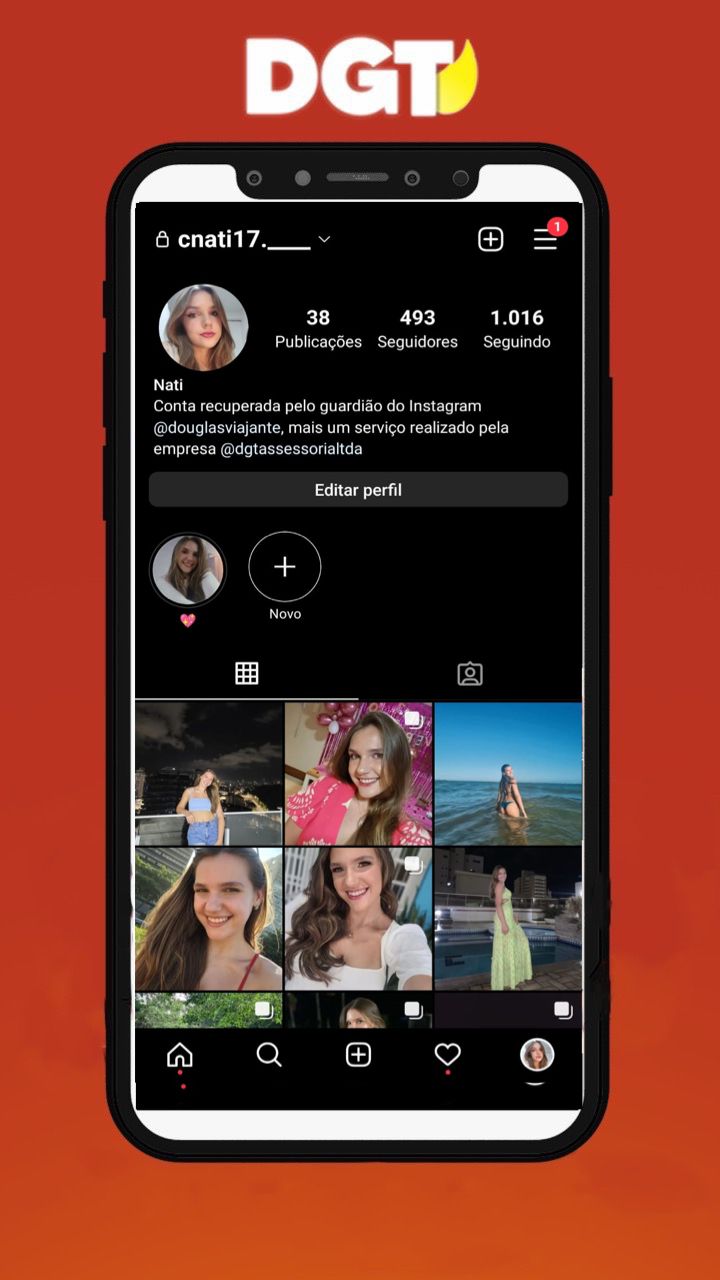 DGT
cnati17.____
1
38
493
1.016
Publicações
Seguidores
Seguindo
Nati
Conta recuperada pelo guardião do Instagram
@douglasviajante, mais um serviço realizado pela
empresa @dgtassessorialtda
Editar perfil
Novo